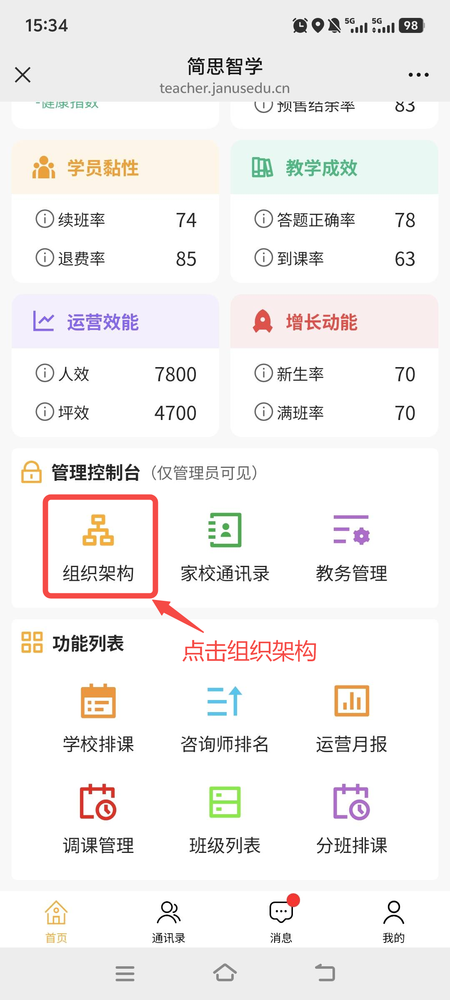 15:34
5G
5G
98
简思智学
teacher.janusedu.cn
-健康指数
预售结余率 83
学员黏性
教学成效
续班率 74
答题正确率 78
退费率 85
到课率 63
运营效能
增长动能
人效 7800
新生率 70
坪效 4700
满班率 70
管理控制台（仅管理员可见）
组织架构
家校通讯录
教务管理
功能列表
点击组织架构
学校排课
咨询师排名
运营月报
调课管理
班级列表
分班排课
首页
通讯录
消息
我的